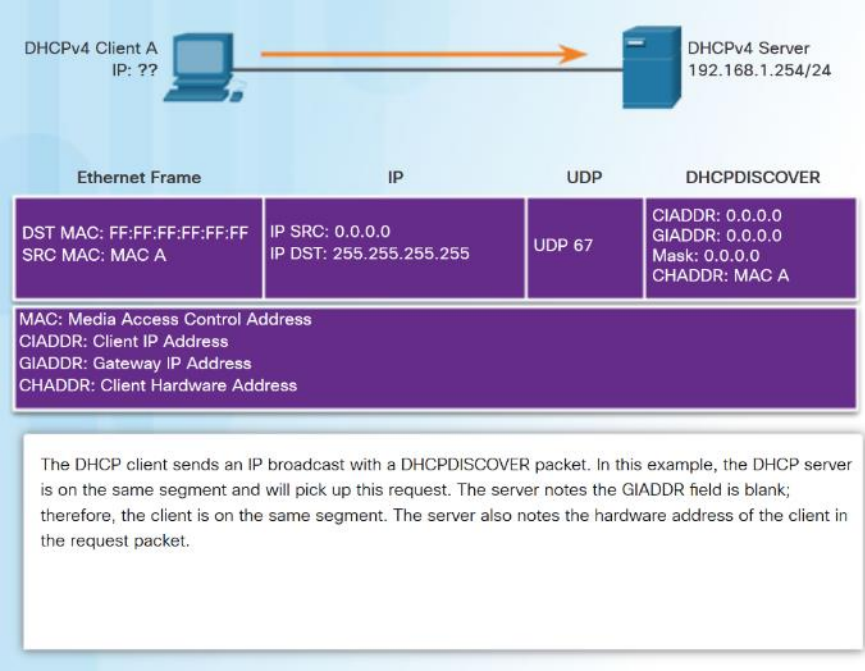 DHCPv4 Client A
IP: ??
DHCPv4 Server
192.168.1.254/24
Ethernet Frame
IP
UDP
DHCPDISCOVER
DST MAC: FF:FF:FF:FF:FF:FF
SRC MAC: MAC A
IP SRC: 0.0.0.0
IP DST: 255.255.255.255
UDP 67
CIADDR: 0.0.0.0
GIADDR: 0.0.0.0
Mask: 0.0.0.0
CHADDR: MAC A
MAC: Media Access Control Address
CIADDR: Client IP Address
GIADDR: Gateway IP Address
CHADDR: Client Hardware Address
The DHCP client sends an IP broadcast with a DHCPDISCOVER packet. In this example, the DHCP server
is on the same segment and will pick up this request. The server notes the GIADDR field is blank;
therefore, the client is on the same segment. The server also notes the hardware address of the client in
the request packet.